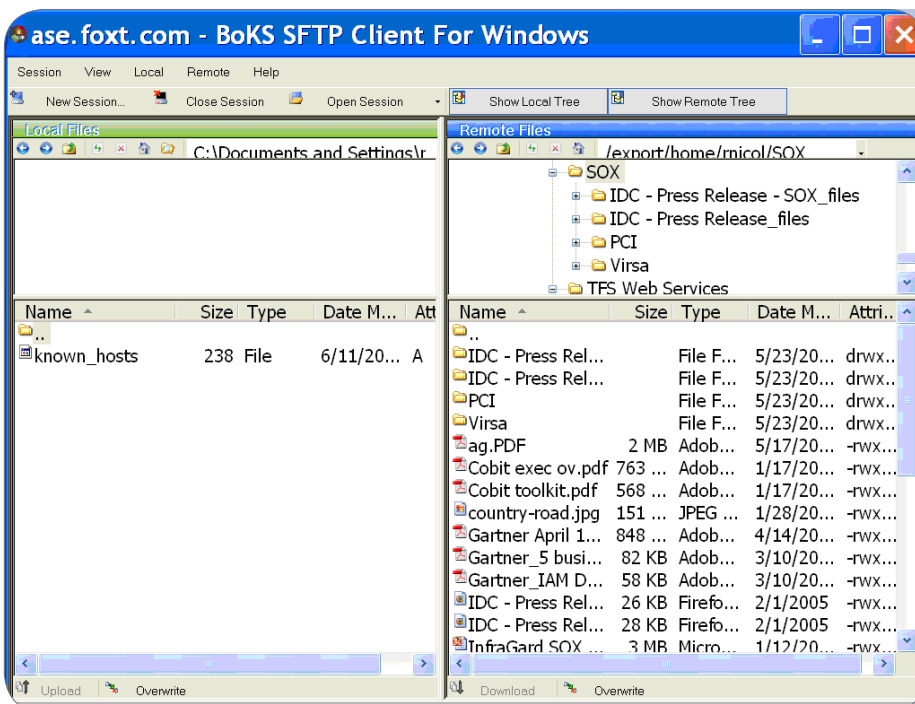 ase.foxt.com - BoKS SFTP Client For Windows
Session View Local Remote Help
New Session... Close Session Open Session Show Local Tree Show Remote Tree
Local Files
C:\Documents and Settings\r
Remote Files
/export/home/rnicol/SOX
SOX
IDC - Press Release - SOX_files
IDC - Press Release_files
PCI
Virsa
TFS Web Services
Name Size Type Date M... Att
..
known_hosts 238 File 6/11/20... A
Name Size Type Date M... Attri...
..
IDC - Press Rel... File F... 5/23/20... drwx...
IDC - Press Rel... File F... 5/23/20... drwx...
PCI File F... 5/23/20... drwx...
Virsa File F... 5/23/20... drwx...
ag.PDF 2 MB Adob... 5/17/20... -rwx...
Cobit exec ov.pdf 763 ... Adob... 1/17/20... -rwx...
Cobit toolkit.pdf 568 ... Adob... 1/17/20... -rwx...
country-road.jpg 151 ... JPEG ... 1/28/20... -rwx...
Gartner April 1... 848 ... Adob... 4/14/20... -rwx...
Gartner_5 busi... 82 KB Adob... 3/10/20... -rwx...
Gartner_IAM D... 58 KB Adob... 3/10/20... -rwx...
IDC - Press Rel... 26 KB Firefo... 2/1/2005 -rwx...
IDC - Press Rel... 28 KB Firefo... 2/1/2005 -rwx...
InfraGard SOX ... 3 MB Micro... 1/12/20... -rwx...
Upload Overwrite
Download Overwrite